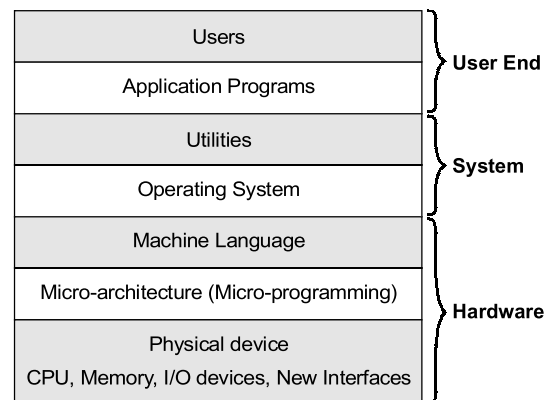 Users
Application Programs
User End
Utilities
Operating System
System
Machine Language
Micro-architecture (Micro-programming)
Physical device
CPU, Memory, I/O devices, New Interfaces
Hardware